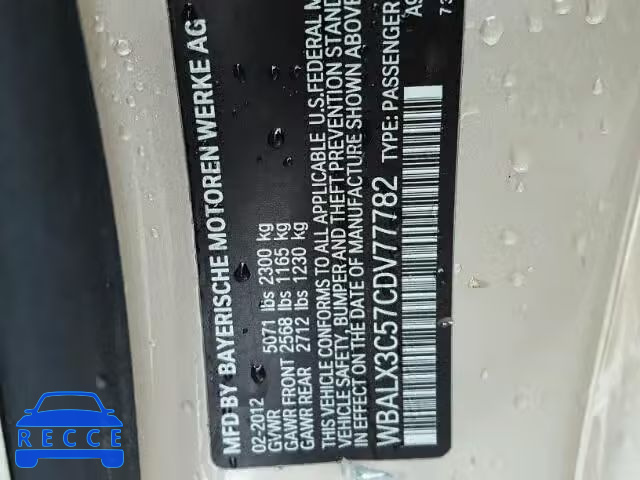 MFD BY BAYERISCHE MOTOREN WERKE AG
02-2012
GVWR 5071 lbs 2300 kg
GAWR FRONT 2568 lbs 1165 kg
GAWR REAR 2712 lbs 1230 kg
THIS VEHICLE CONFORMS TO ALL APPLICABLE U.S. FEDERAL M
VEHICLE SAFETY, BUMPER AND THEFT PREVENTION STAND
IN EFFECT ON THE DATE OF MANUFACTURE SHOWN ABOVE
WBALX3C57CDV77782 TYPE: PASSENGER
A9
73
RECCE